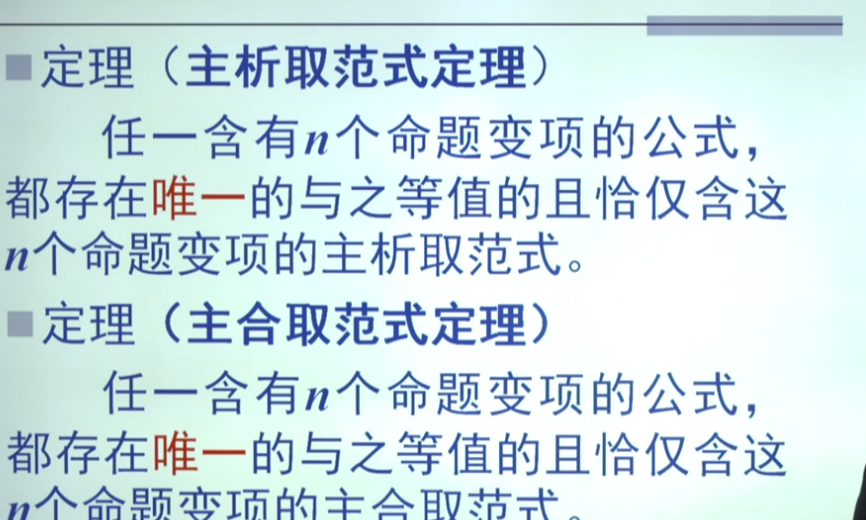 ■定理（主析取范式定理）
任一含有n个命题变项的公式，
都存在唯一的与之等值的且恰仅含这
n个命题变项的主析取范式。
■定理（主合取范式定理）
任一含有n个命题变项的公式，
都存在唯一的与之等值的且恰仅含这
n个命题变项的主合取范式。